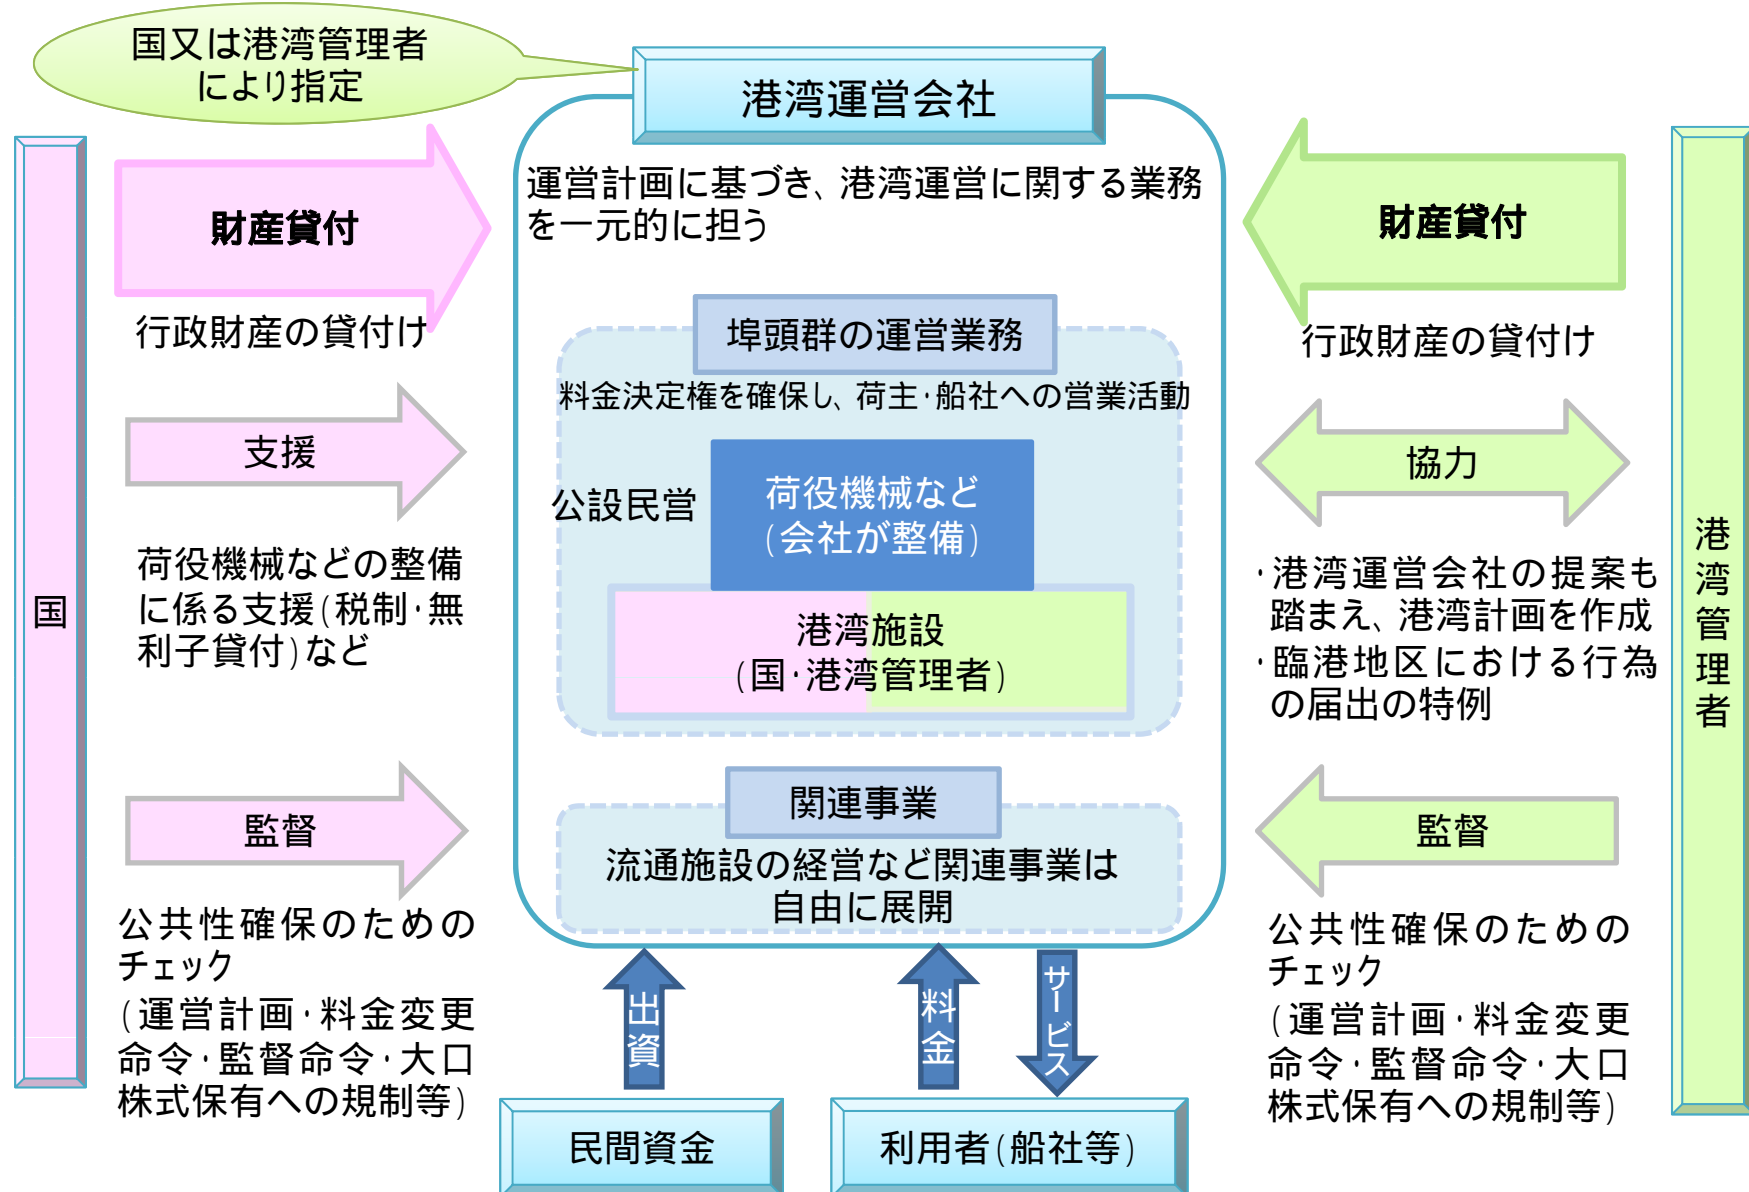 国又は港湾管理者
により指定
港湾運営会社
運営計画に基づき、港湾運営に関する業務
を一元的に担う
国
財産貸付
行政財産の貸付け
支援
荷役機械などの整備
に係る支援(税制・無
利子貸付)など
監督
公共性確保のための
チェック
(運営計画・料金変更
命令・監督命令・大口
株式保有への規制等)
埠頭群の運営業務
料金決定権を確保し、荷主・船社への営業活動
公設民営
荷役機械など
(会社が整備)
港湾施設
(国・港湾管理者)
関連事業
流通施設の経営など関連事業は
自由に展開
出資
料金
サービス
民間資金
利用者(船社等)
財産貸付
行政財産の貸付け
協力
・港湾運営会社の提案も
踏まえ、港湾計画を作成
・臨港地区における行為
の届出の特例
監督
公共性確保のための
チェック
(運営計画・料金変更
命令・監督命令・大口
株式保有への規制等)
港湾管理者